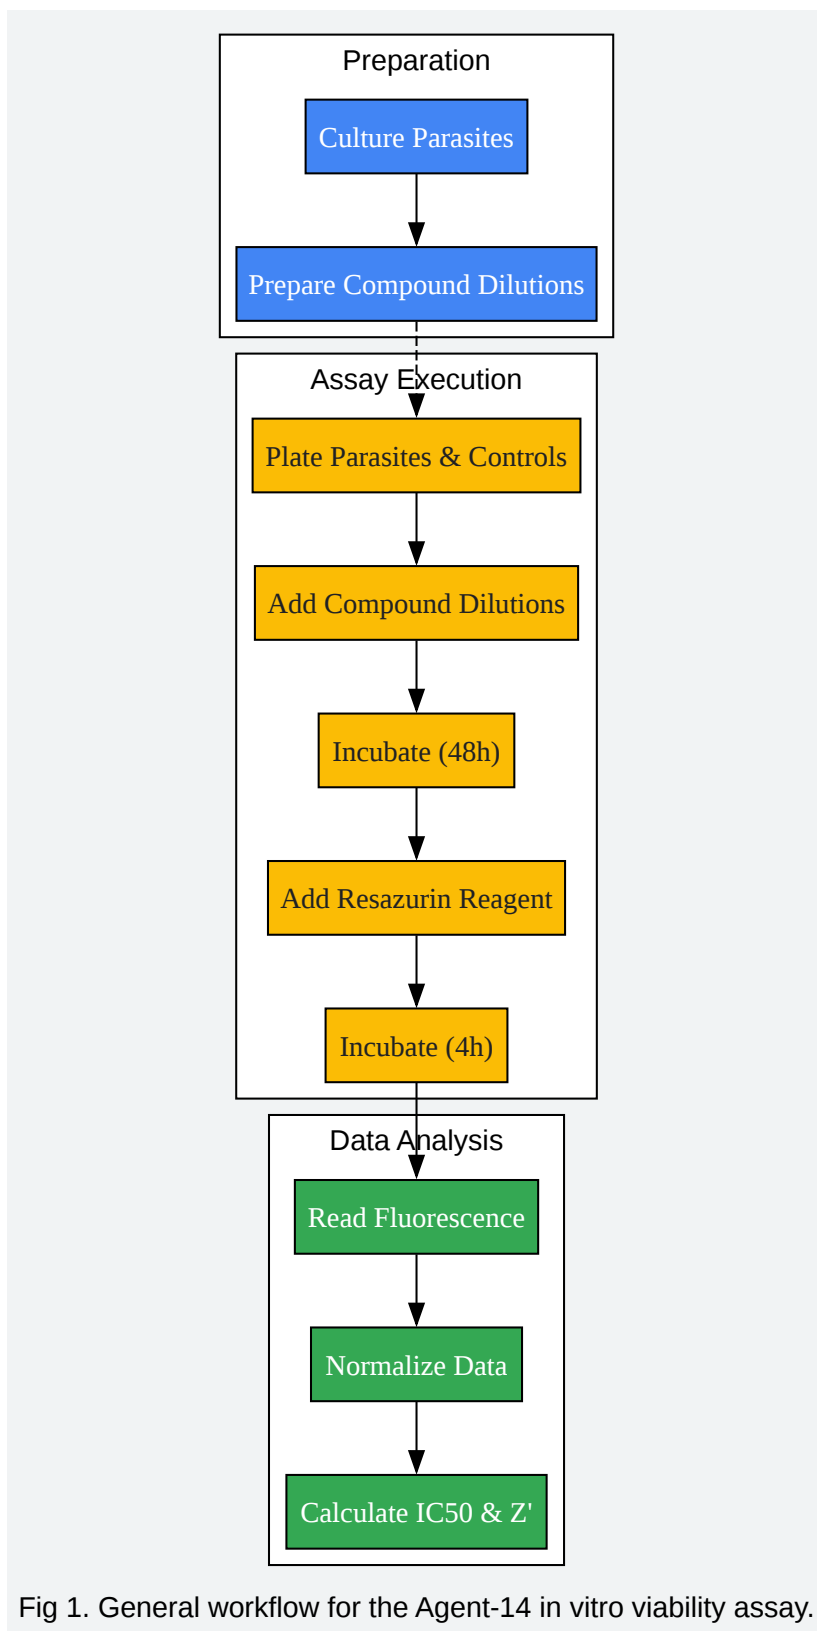 Preparation
Culture Parasites
Prepare Compound Dilutions
Assay Execution
Plate Parasites & Controls
Add Compound Dilutions
Incubate (48h)
Add Resazurin Reagent
Incubate (4h)
Data Analysis
Read Fluorescence
Normalize Data
Calculate IC50 & Z'
Fig 1. General workflow for the Agent-14 in vitro viability assay.